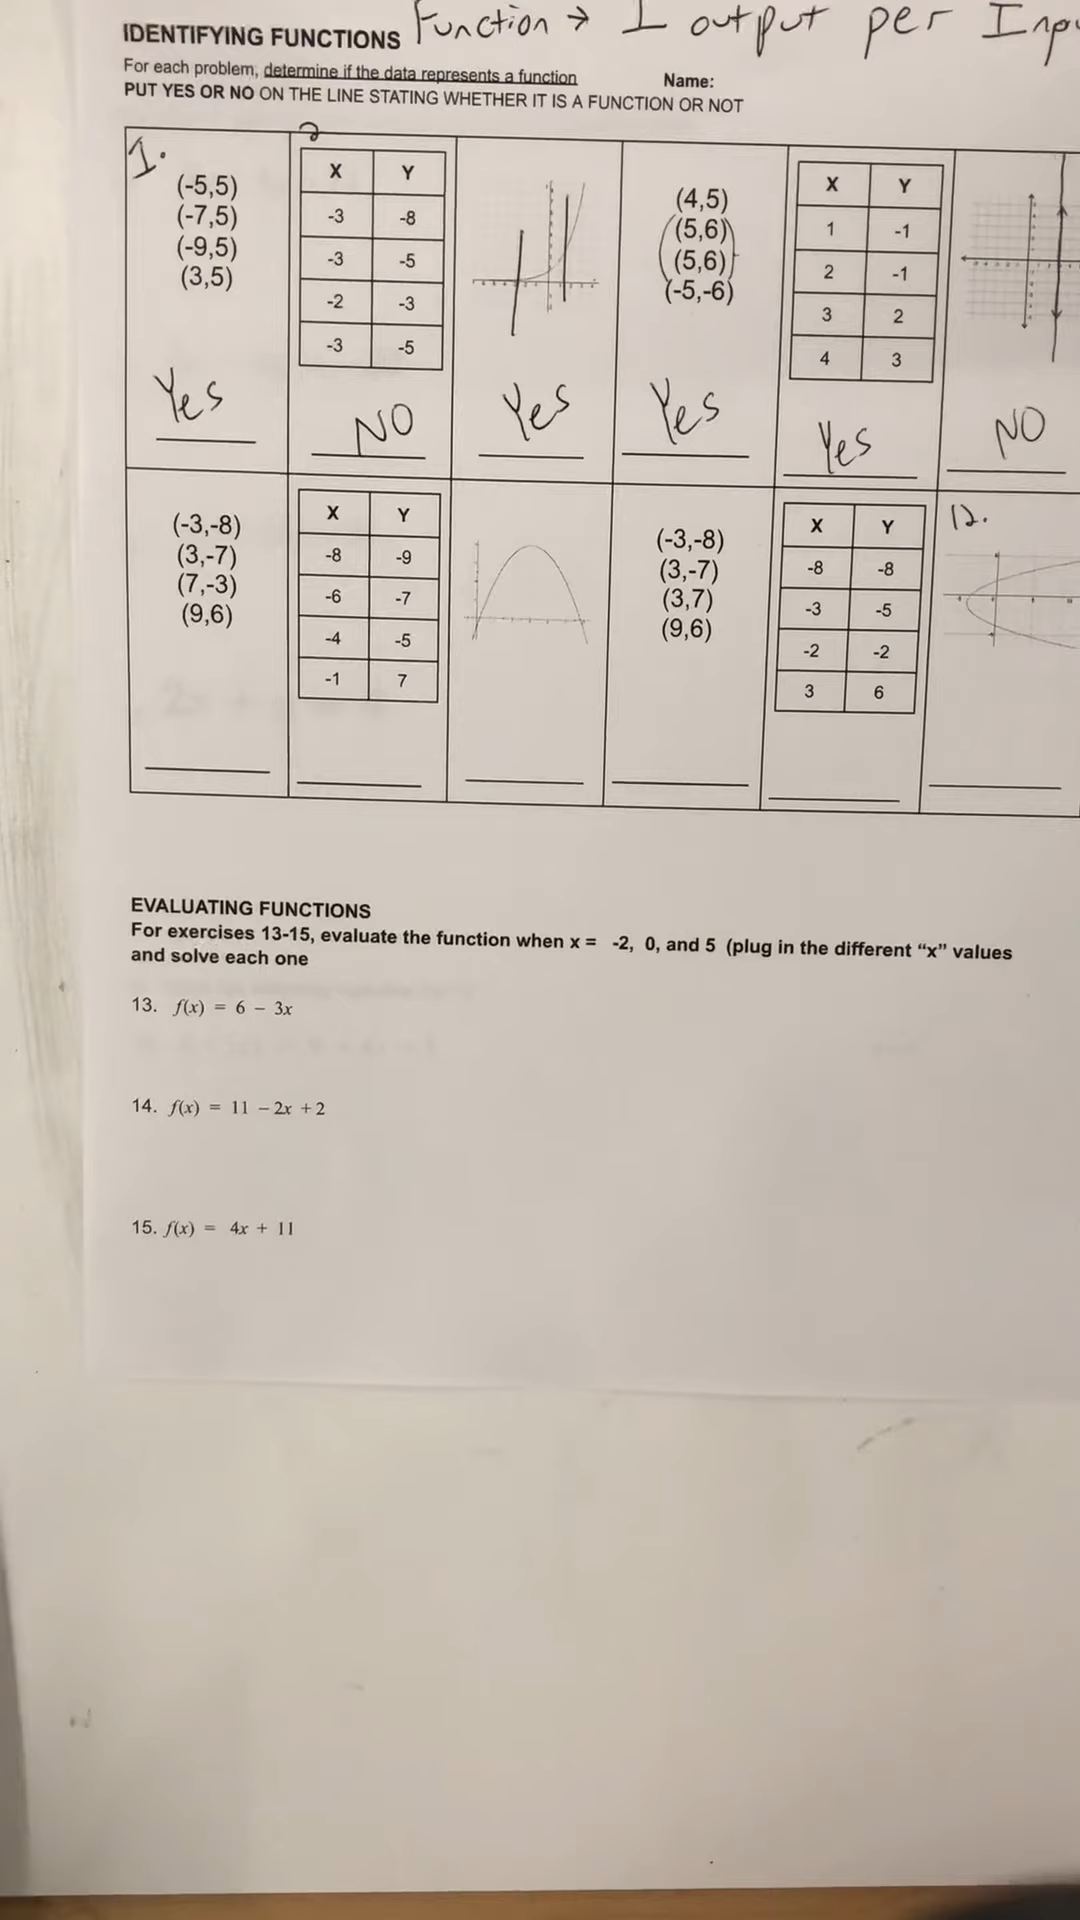 Function → 1 output per
IDENTIFYING FUNCTIONS
For each problem, determine if the data represents a function
Name:
PUT YES OR NO ON THE LINE STATING WHETHER IT IS A FUNCTION OR NOT
1.
(-5,5)
(-7,5)
(-9,5)
(3,5)
Yes
2
X Y
-3 -8
-3 -5
-2 -3
-3 -5
NO
Yes
(4,5)
(5,6)
(5,6)
(-5,-6)
Yes
X Y
1 -1
2 -1
3 2
4 3
Yes
NO
(-3,-8)
(3,-7)
(7,-3)
(9,6)
X Y
-8 -9
-6 -7
-4 -5
-1 7
(-3,-8)
(3,-7)
(3,7)
(9,6)
X Y
-8 -8
-3 -5
-2 -2
3 6
12.
EVALUATING FUNCTIONS
For exercises 13-15, evaluate the function when x = -2, 0, and 5 (plug in the different “x” values
and solve each one
13. f(x) = 6 – 3x
14. f(x) = 11 – 2x + 2
15. f(x) = 4x + 11